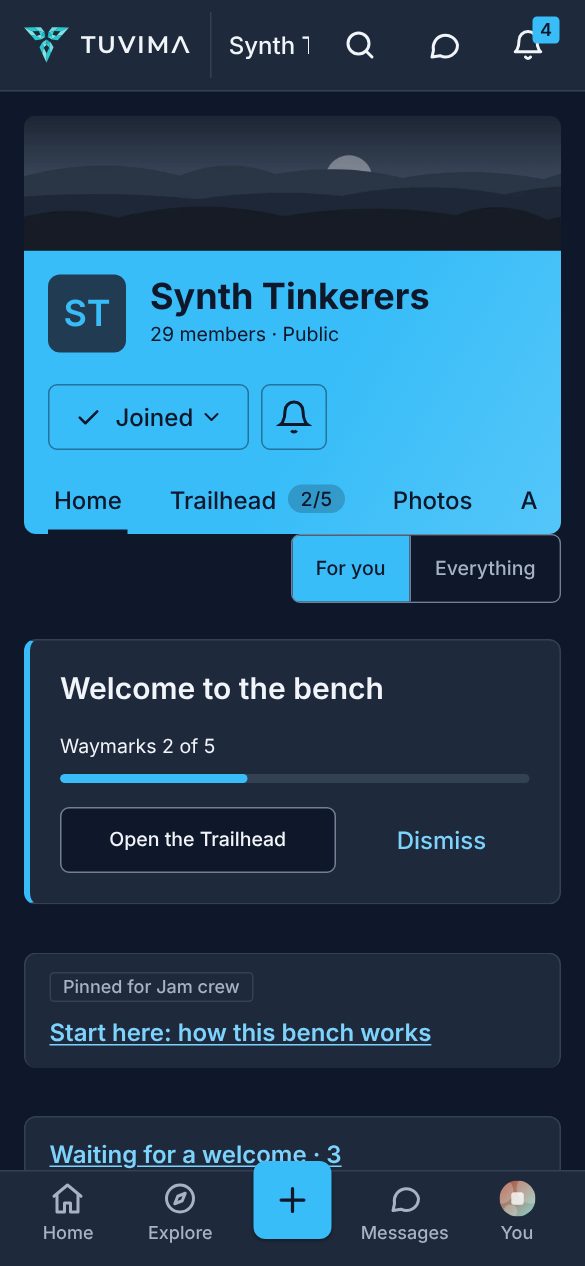 TUVIMA
Synth
4
ST
Synth Tinkerers
29 members · Public
Joined
Home
Trailhead 2/5
Photos
A
For you
Everything
Welcome to the bench
Waymarks 2 of 5
Open the Trailhead
Dismiss
Pinned for Jam crew
Start here: how this bench works
Waiting for a welcome · 3
Home
Explore
Messages
You